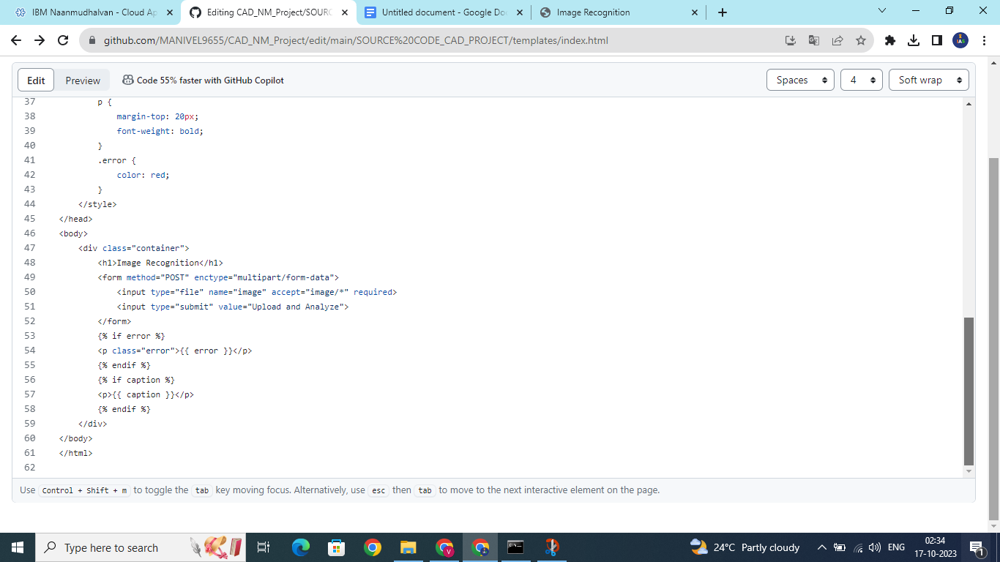 IBM Naanmudhalvan - Cloud Ap
Editing CAD_NM_Project/SOURC
Untitled document - Google Doc
Image Recognition
github.com/MANIVEL9655/CAD_NM_Project/edit/main/SOURCE%20CODE_CAD_PROJECT/templates/index.html
Edit Preview Code 55% faster with GitHub Copilot Spaces 4 Soft wrap
37 p {
38 margin-top: 20px;
39 font-weight: bold;
40 }
41 .error {
42 color: red;
43 }
44 </style>
45 </head>
46 <body>
47 <div class="container">
48 <h1>Image Recognition</h1>
49 <form method="POST" enctype="multipart/form-data">
50 <input type="file" name="image" accept="image/*" required>
51 <input type="submit" value="Upload and Analyze">
52 </form>
53 {% if error %}
54 <p class="error">{{ error }}</p>
55 {% endif %}
56 {% if caption %}
57 <p>{{ caption }}</p>
58 {% endif %}
59 </div>
60 </body>
61 </html>
62
Use Control + Shift + m to toggle the tab key moving focus. Alternatively, use esc then tab to move to the next interactive element on the page.
Type here to search
24°C Partly cloudy
ENG
02:34
17-10-2023
1